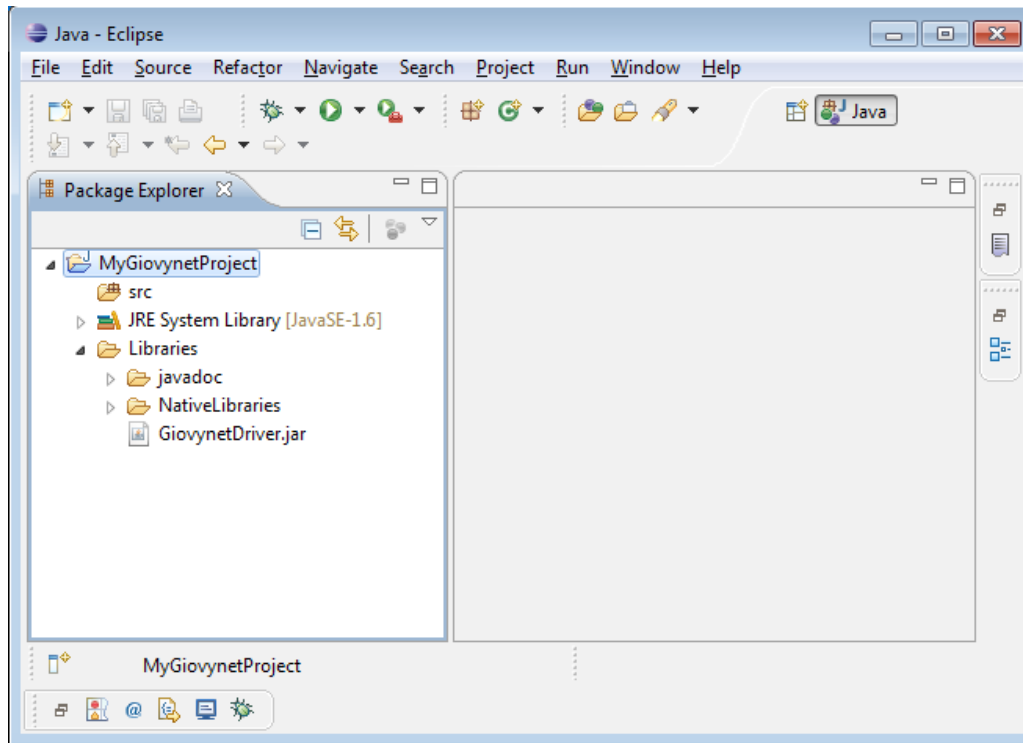 Java - Eclipse
File Edit Source Refactor Navigate Search Project Run Window Help
Java
Package Explorer
MyGiovynetProject
src
JRE System Library [JavaSE-1.6]
Libraries
javadoc
NativeLibraries
GiovynetDriver.jar
MyGiovynetProject